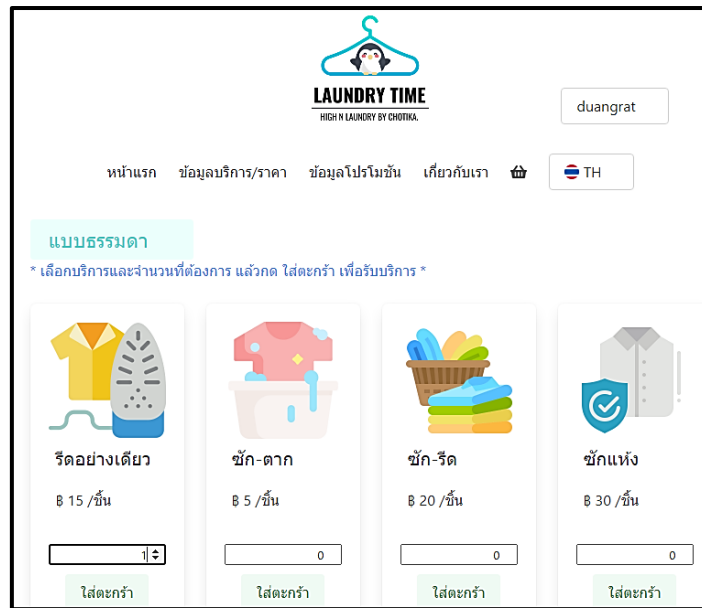 LAUNDRY TIME
HIGH N LAUNDRY BY CHOTIKA.
duangrat
หน้าแรก ข้อมูลบริการ/ราคา ข้อมูลโปรโมชัน เกี่ยวกับเรา TH
แบบธรรมดา
* เลือกบริการและจำนวนที่ต้องการ แล้วกด ใส่ตะกร้า เพื่อรับบริการ *
รีดอย่างเดียว ซัก-ตาก ซัก-รีด ซักแห้ง
฿ 15 /ชิ้น ฿ 5 /ชิ้น ฿ 20 /ชิ้น ฿ 30 /ชิ้น
1 0 0 0
ใส่ตะกร้า ใส่ตะกร้า ใส่ตะกร้า ใส่ตะกร้า